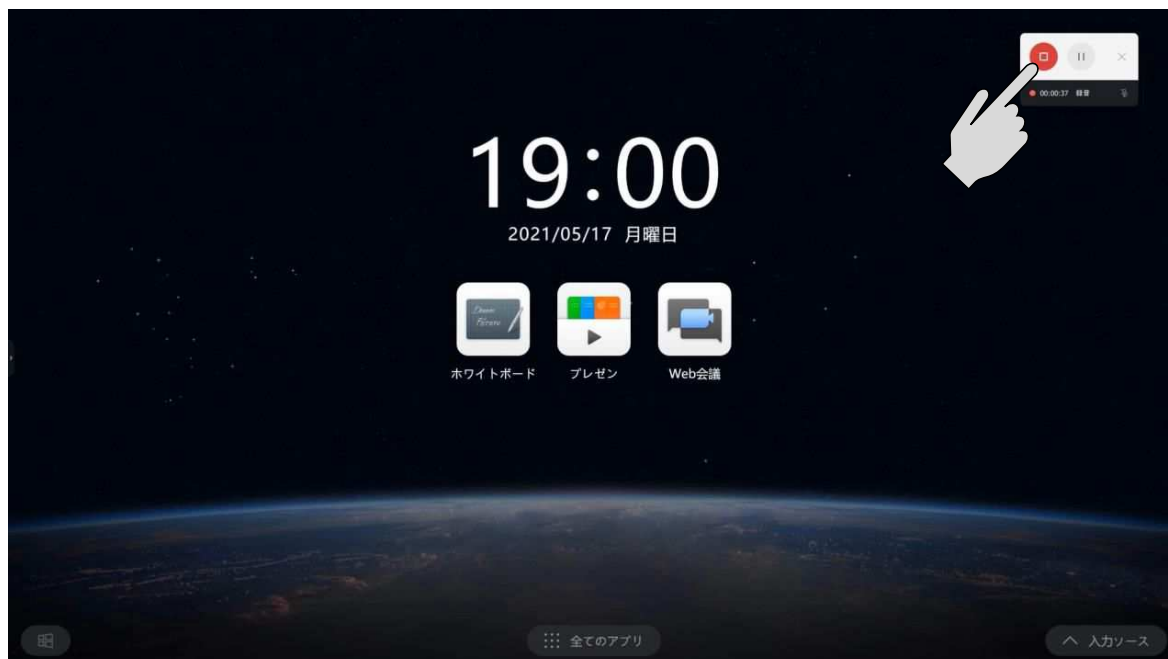 00:00:37 録音
19:00
2021/05/17 月曜日
ホワイトボード
プレゼン
Web会議
全てのアプリ
入力ソース